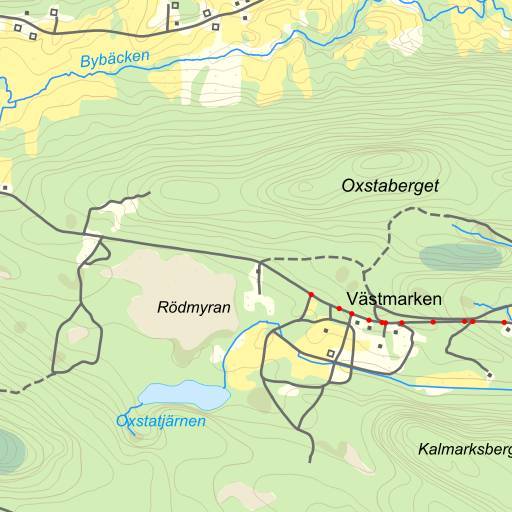 Bybäcken
Oxstaberget
Västmarken
Rödmyran
Oxstatjärnen
Kalmarksberg